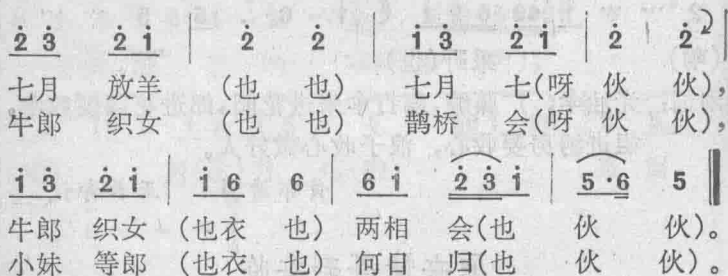 2̇ 3̇ 2̇ 1̇ | 2̇ 2̇ | 1̇ 3̇ 2̇ 1̇ | 2̇ 2̇ |
七月 放羊 (也 也) 七月 七(呀 伙 伙),
牛郎 织女 (也 也) 鹊桥 会(呀 伙 伙),
1̇ 3̇ 2̇ 1̇ | 1̇ 6 6 | 6 1̇ 2̇ 3̇ 1̇ | 5 ·6 5 ‖
牛郎 织女 (也衣 也) 两相 会(也 伙 伙)。
小妹 等郎 (也衣 也) 何日 归(也 伙 伙)。